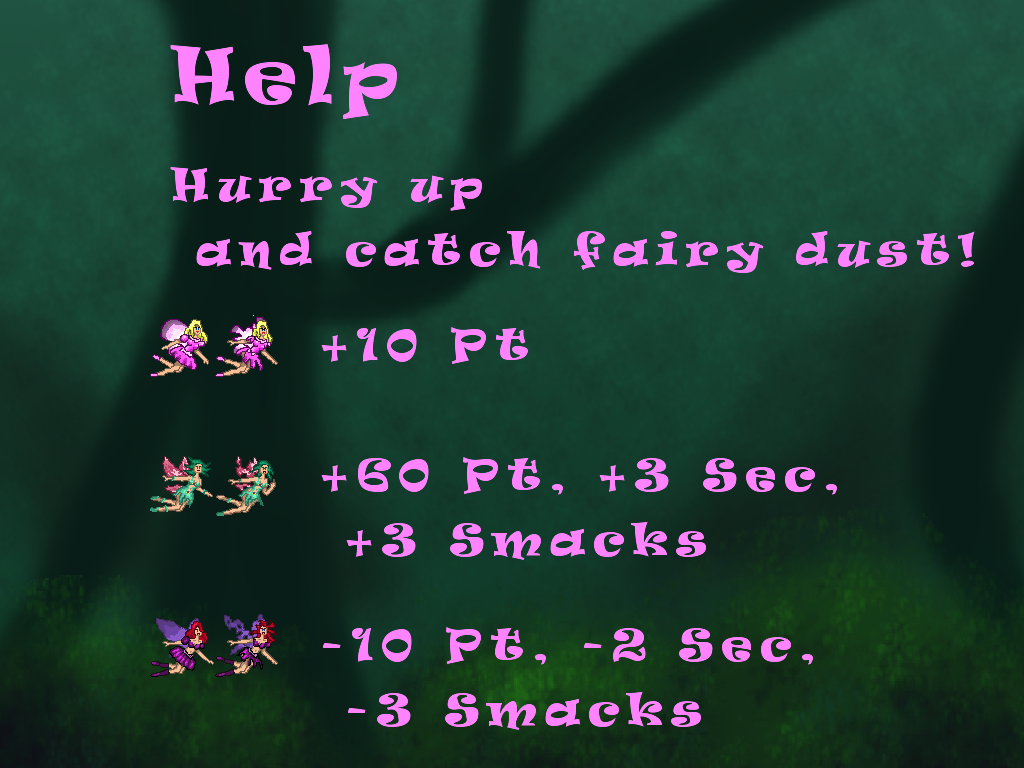 Help
Hurry up
and catch fairy dust!
+10 Pt
+60 Pt, +3 Sec,
+3 Smacks
-10 Pt, -2 Sec,
-3 Smacks